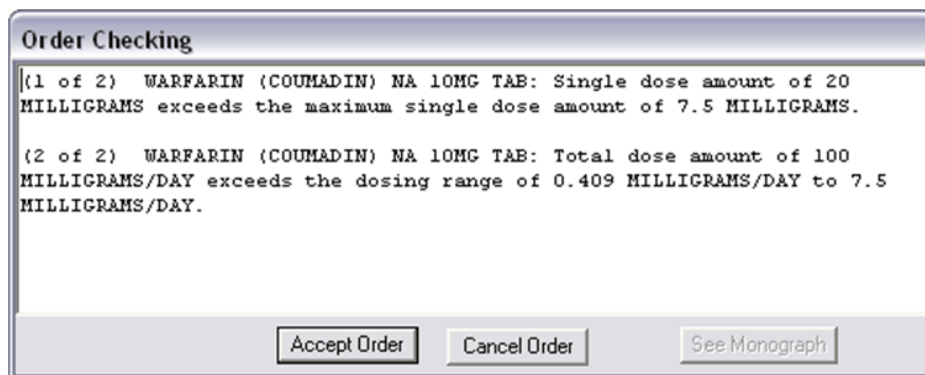 Order Checking
(1 of 2)  WARFARIN (COUMADIN) NA 10MG TAB: Single dose amount of 20
MILLIGRAMS exceeds the maximum single dose amount of 7.5 MILLIGRAMS.
(2 of 2)  WARFARIN (COUMADIN) NA 10MG TAB: Total dose amount of 100
MILLIGRAMS/DAY exceeds the dosing range of 0.409 MILLIGRAMS/DAY to 7.5
MILLIGRAMS/DAY.
Accept Order Cancel Order See Monograph